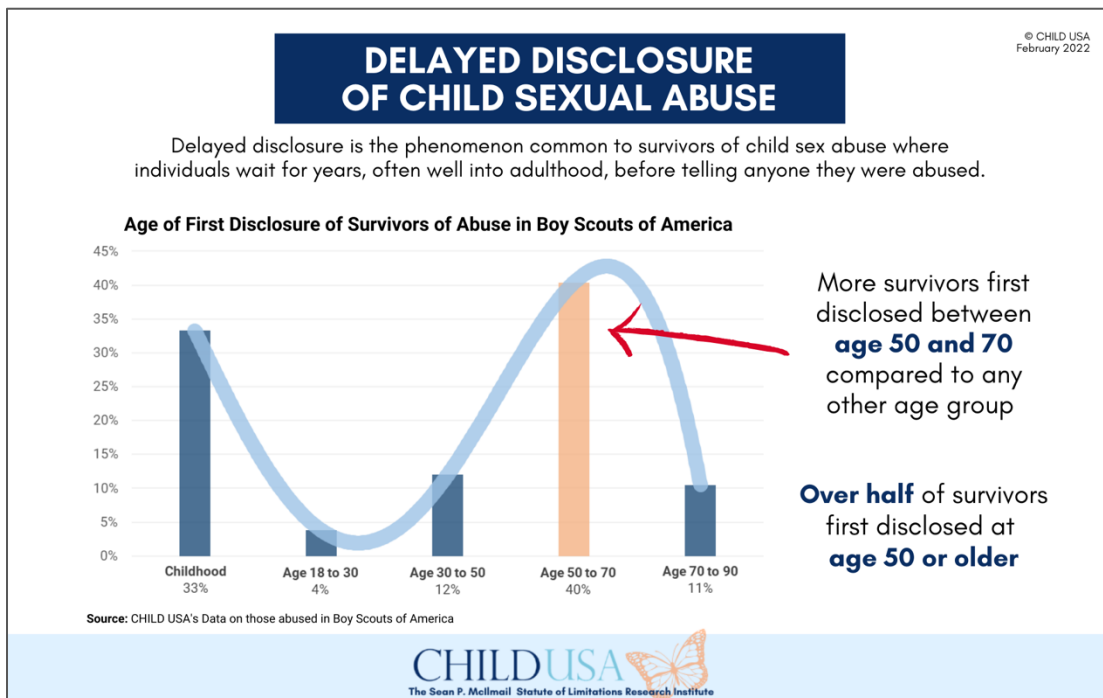 © CHILD USA
February 2022
DELAYED DISCLOSURE
OF CHILD SEXUAL ABUSE
Delayed disclosure is the phenomenon common to survivors of child sex abuse where
individuals wait for years, often well into adulthood, before telling anyone they were abused.
Age of First Disclosure of Survivors of Abuse in Boy Scouts of America
45%
40%
35%
30%
25%
20%
15%
10%
5%
0%
Childhood Age 18 to 30 Age 30 to 50 Age 50 to 70 Age 70 to 90
33% 4% 12% 40% 11%
More survivors first
disclosed between
age 50 and 70
compared to any
other age group
Over half of survivors
first disclosed at
age 50 or older
Source: CHILD USA's Data on those abused in Boy Scouts of America
CHILDUSA
The Sean P. McIlmail Statute of Limitations Research Institute